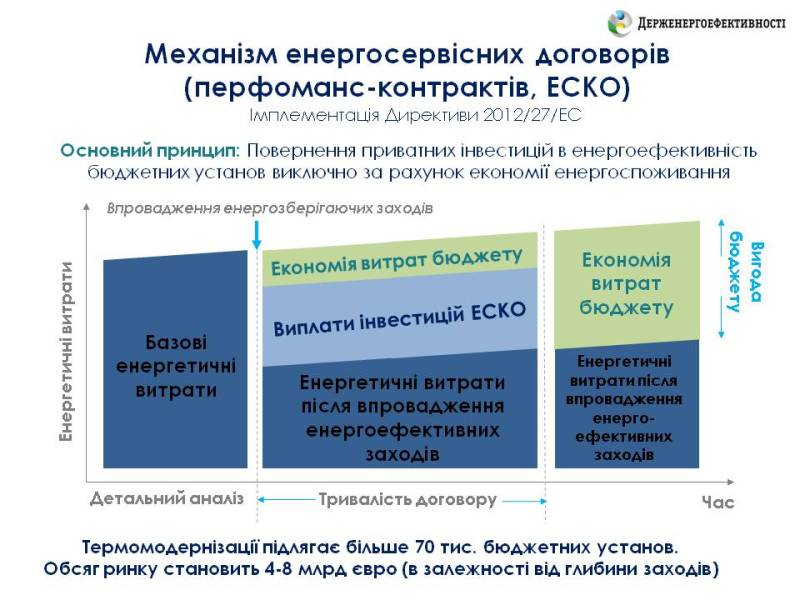 ДЕРЖЕНЕРГОЕФЕКТИВНОСТІ
Механізм енергосервісних договорів
(перфоманс-контрактів, ЕСКО)
Імплементація Директиви 2012/27/ЕС
Основний принцип: Повернення приватних інвестицій в енергоефективність
бюджетних установ виключно за рахунок економії енергоспоживання
Впровадження енергозберігаючих заходів
Енергетичні витрати
Базові
енергетичні
витрати
Економія витрат бюджету
Виплати інвестицій ЕСКО
Енергетичні витрати
після впровадження
енергоефективних
заходів
Економія
витрат
бюджету
Енергетичні
витрати після
впровадження
енерго-
ефективних
заходів
Вигода
бюджету
Детальний аналіз
Тривалість договору
Час
Термомодернізації підлягає більше 70 тис. бюджетних установ.
Обсяг ринку становить 4-8 млрд євро (в залежності від глибини заходів)